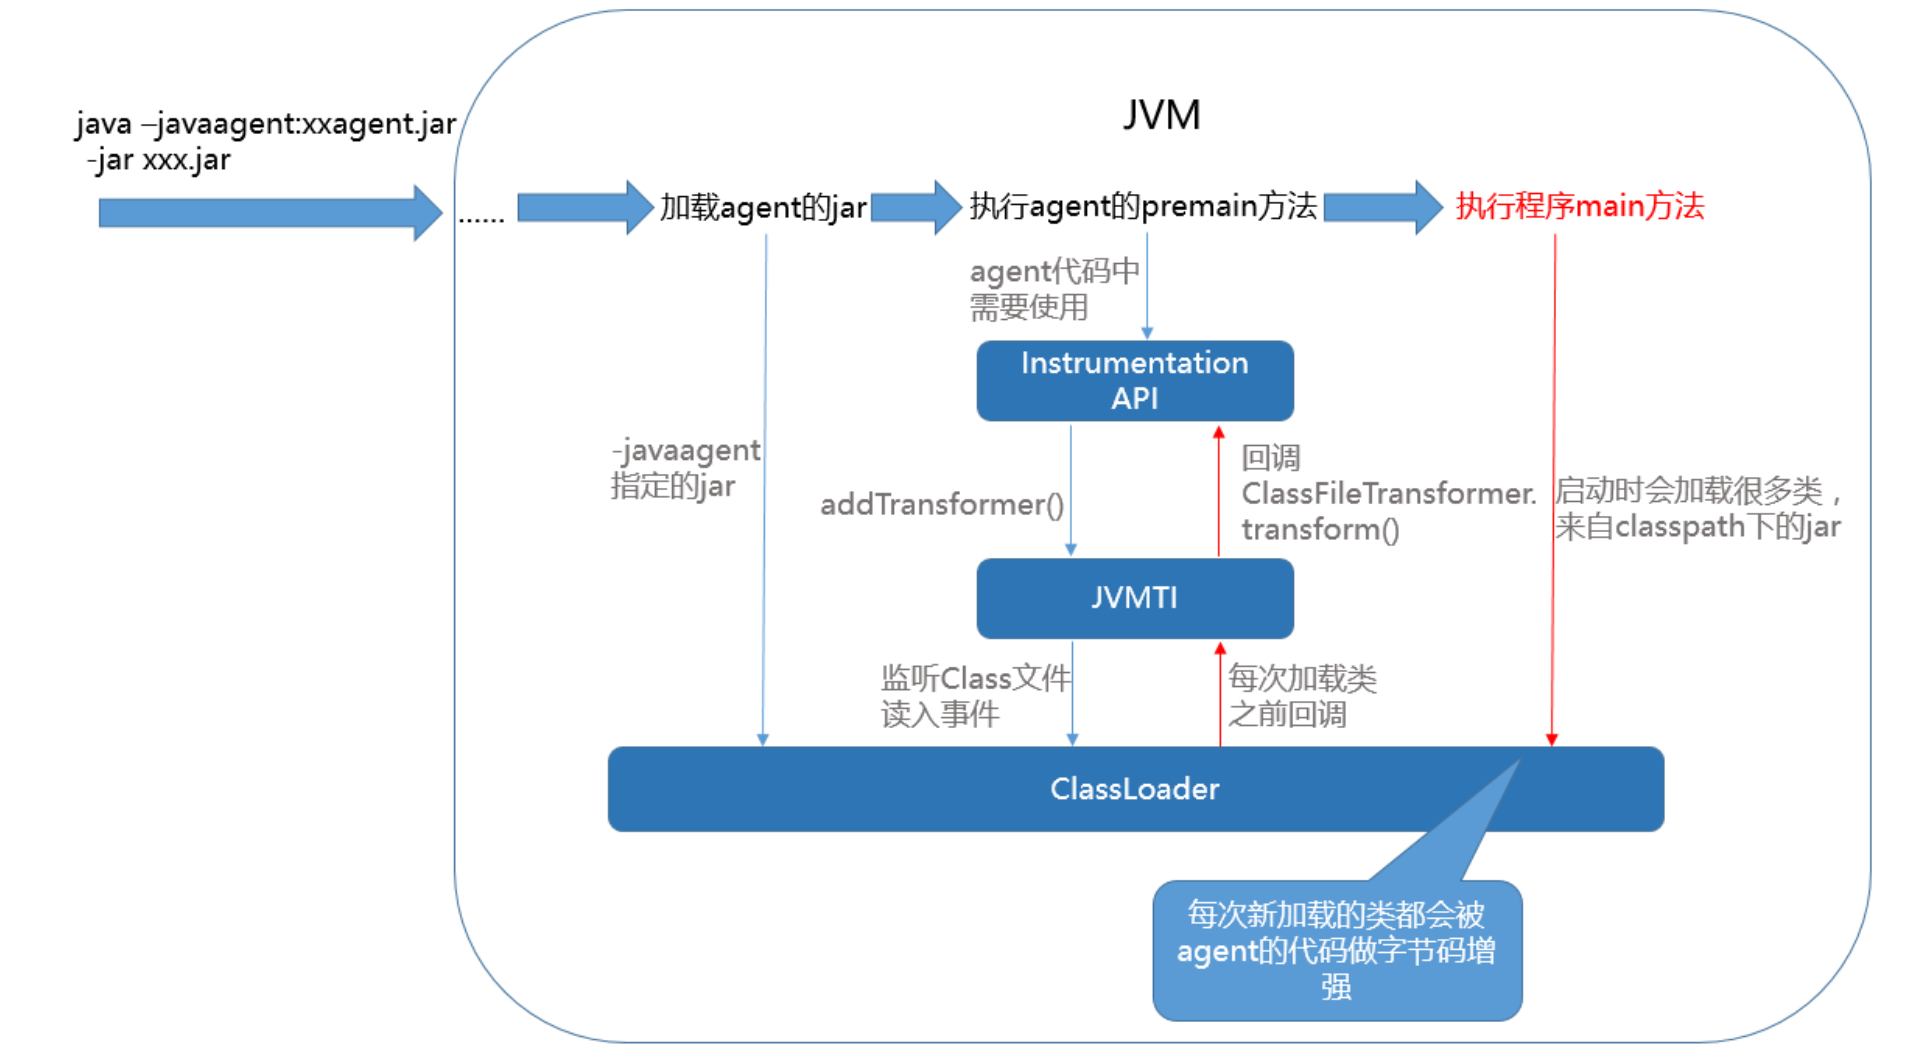 JVM
java –javaagent:xxagent.jar
-jar xxx.jar
......
加载agent的jar
执行agent的premain方法
执行程序main方法
agent代码中
需要使用
Instrumentation
API
-javaagent
指定的jar
addTransformer()
回调
ClassFileTransformer.
transform()
启动时会加载很多类，
来自classpath下的jar
JVMTI
监听Class文件
读入事件
每次加载类
之前回调
ClassLoader
每次新加载的类都会被
agent的代码做字节码增
强